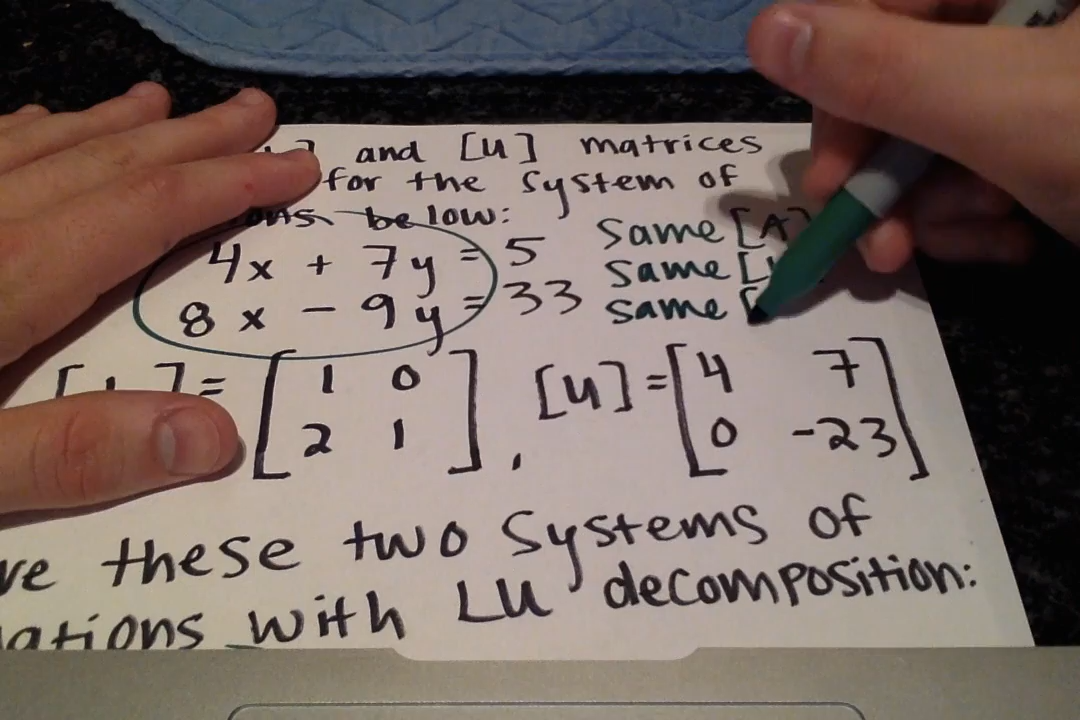 ] and [U] matrices
for the system of
below:
4x + 7y = 5 same [A]
8x - 9y = 33 same [L
same [
] = [1 0 , [U] = [4 7
2 1] 0 -23]
these two systems of
with LU decomposition: